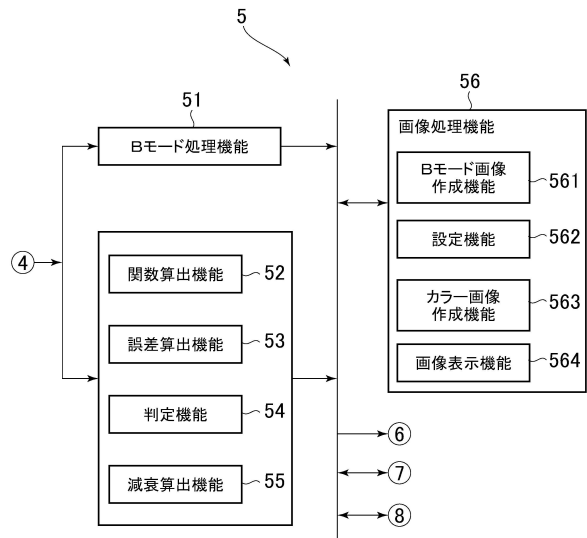 5
51
Bモード処理機能
4
関数算出機能
52
誤差算出機能
53
判定機能
54
減衰算出機能
55
56
画像処理機能
Bモード画像
作成機能
561
設定機能
562
カラー画像
作成機能
563
画像表示機能
564
6
7
8